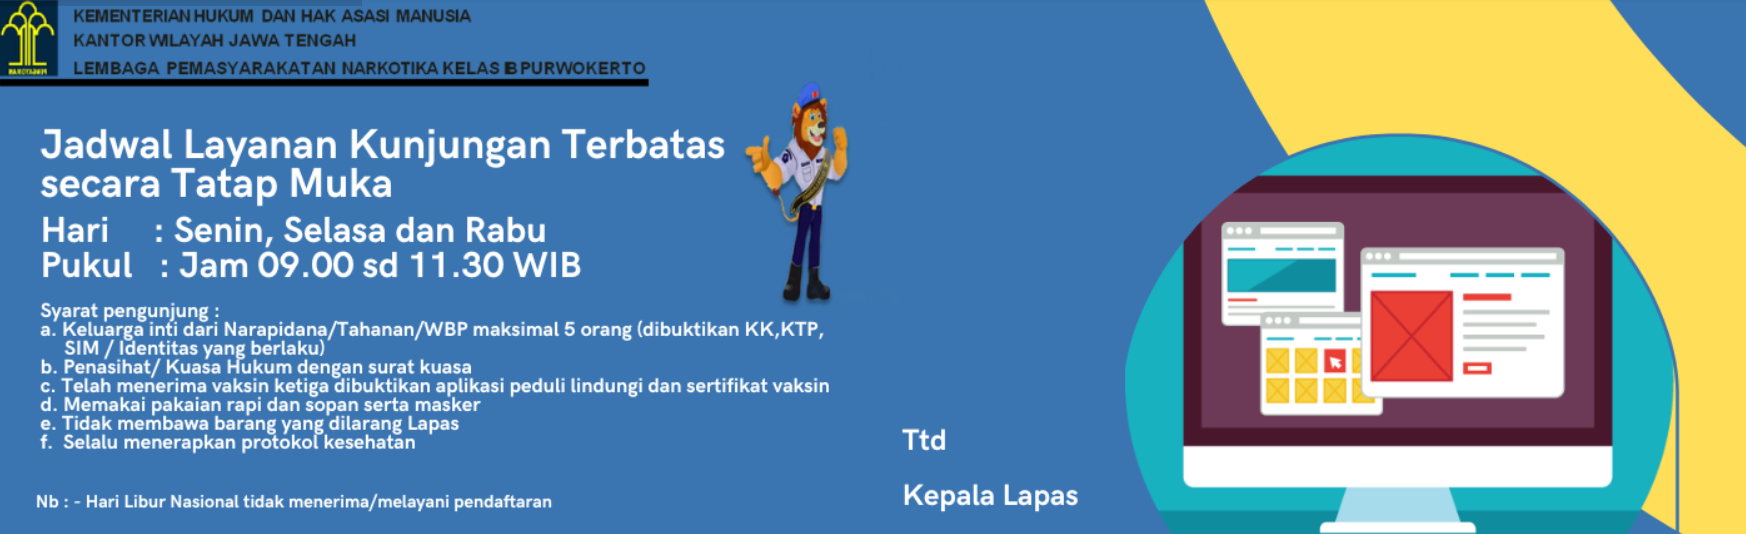 KEMENTERIAN HUKUM DAN HAK ASASI MANUSIA
KANTOR WILAYAH JAWA TENGAH
LEMBAGA PEMASYARAKATAN NARKOTIKA KELAS IIB PURWOKERTO
PENGAYOMAN
Jadwal Layanan Kunjungan Terbatas
secara Tatap Muka
Hari : Senin, Selasa dan Rabu
Pukul : Jam 09.00 sd 11.30 WIB
Syarat pengunjung :
a. Keluarga inti dari Narapidana/Tahanan/WBP maksimal 5 orang (dibuktikan KK,KTP,
SIM / Identitas yang berlaku)
b. Penasihat/ Kuasa Hukum dengan surat kuasa
c. Telah menerima vaksin ketiga dibuktikan aplikasi peduli lindungi dan sertifikat vaksin
d. Memakai pakaian rapi dan sopan serta masker
e. Tidak membawa barang yang dilarang Lapas
f. Selalu menerapkan protokol kesehatan
Nb : - Hari Libur Nasional tidak menerima/melayani pendaftaran
Ttd
Kepala Lapas